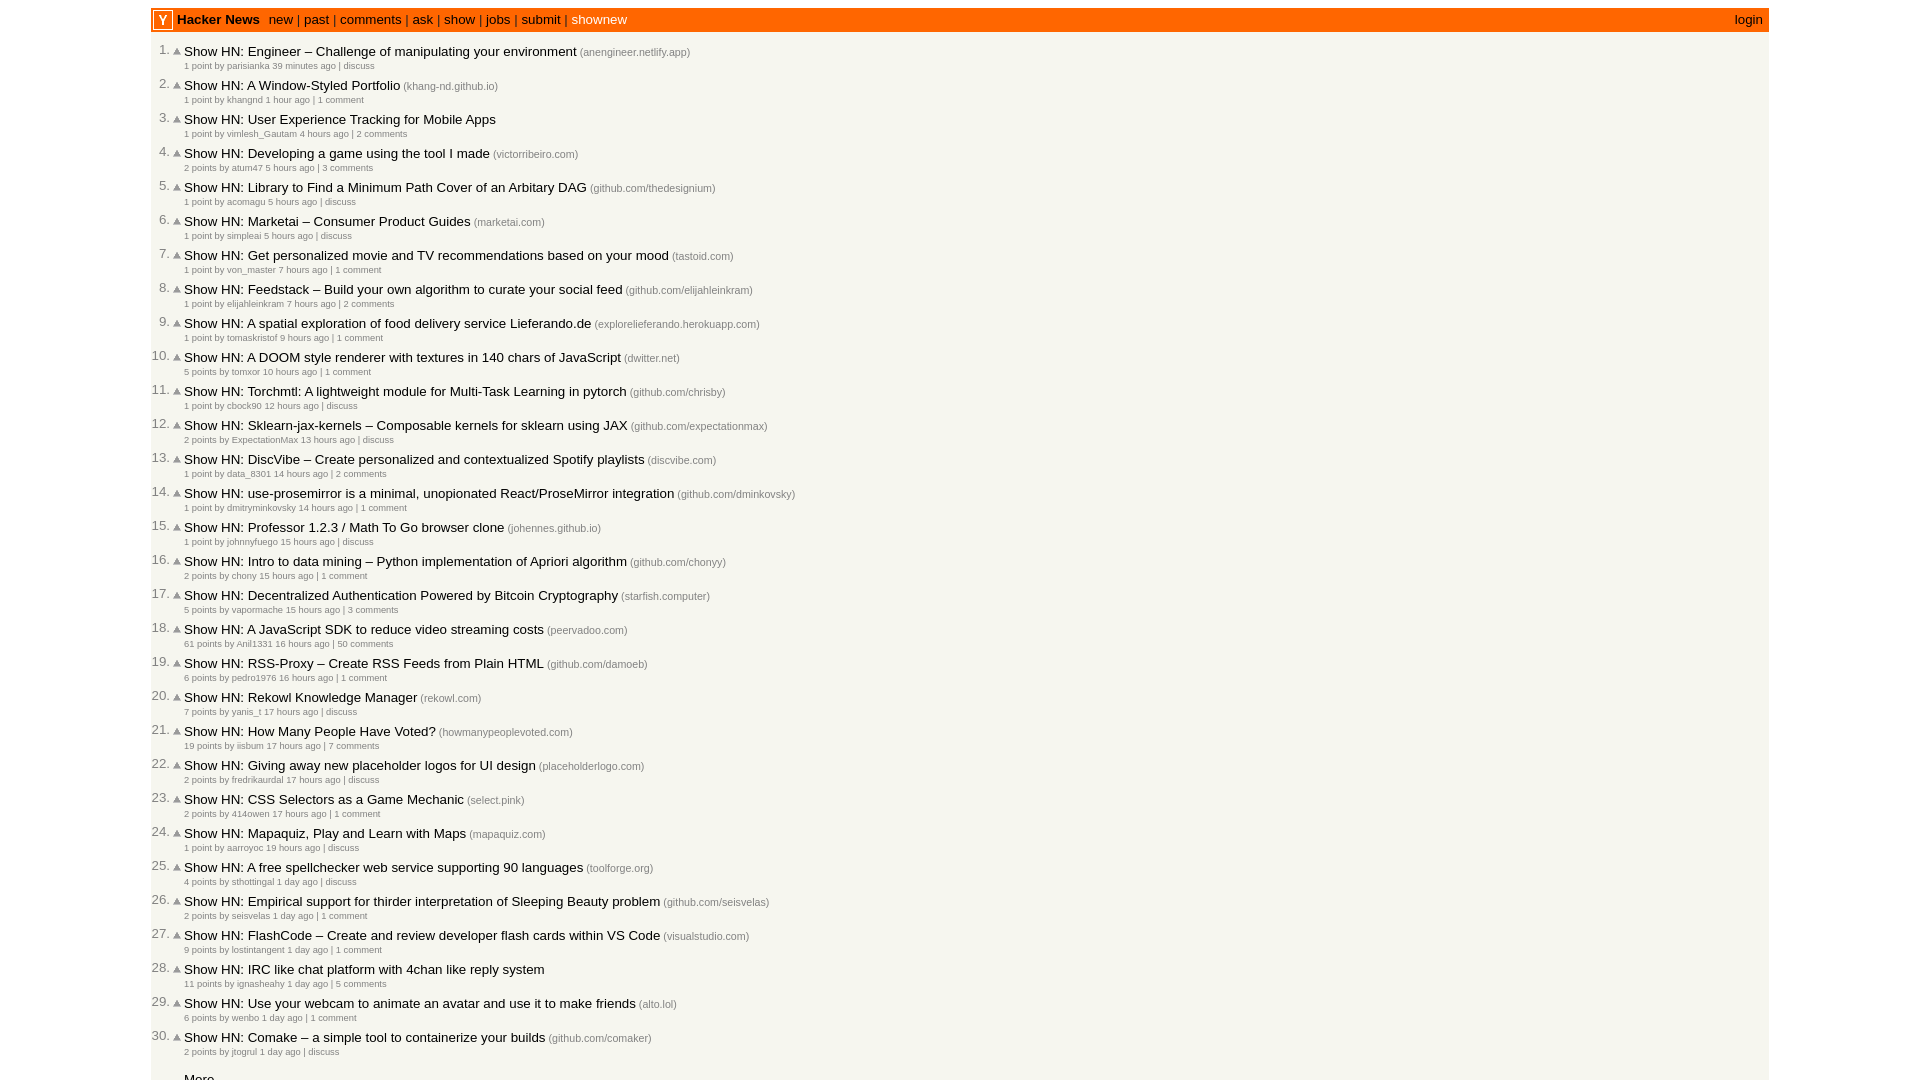 Y Hacker News new | past | comments | ask | show | jobs | submit | shownew login
1. Show HN: Engineer – Challenge of manipulating your environment (anengineer.netlify.app)
1 point by parisianka 39 minutes ago | discuss
2. Show HN: A Window-Styled Portfolio (khang-nd.github.io)
1 point by khangnd 1 hour ago | 1 comment
3. Show HN: User Experience Tracking for Mobile Apps
1 point by vimlesh_Gautam 4 hours ago | 2 comments
4. Show HN: Developing a game using the tool I made (victorribeiro.com)
2 points by atum47 5 hours ago | 3 comments
5. Show HN: Library to Find a Minimum Path Cover of an Arbitary DAG (github.com/thedesignium)
1 point by acomagu 5 hours ago | discuss
6. Show HN: Marketai – Consumer Product Guides (marketai.com)
1 point by simpleai 5 hours ago | discuss
7. Show HN: Get personalized movie and TV recommendations based on your mood (tastoid.com)
1 point by von_master 7 hours ago | 1 comment
8. Show HN: Feedstack – Build your own algorithm to curate your social feed (github.com/elijahleinkram)
1 point by elijahleinkram 7 hours ago | 2 comments
9. Show HN: A spatial exploration of food delivery service Lieferando.de (explorelieferando.herokuapp.com)
1 point by tomaskristof 9 hours ago | 1 comment
10. Show HN: A DOOM style renderer with textures in 140 chars of JavaScript (dwitter.net)
5 points by tomxor 10 hours ago | 1 comment
11. Show HN: Torchmtl: A lightweight module for Multi-Task Learning in pytorch (github.com/chrisby)
1 point by cbock90 12 hours ago | discuss
12. Show HN: Sklearn-jax-kernels – Composable kernels for sklearn using JAX (github.com/expectationmax)
2 points by ExpectationMax 13 hours ago | discuss
13. Show HN: DiscVibe – Create personalized and contextualized Spotify playlists (discvibe.com)
1 point by data_8301 14 hours ago | 2 comments
14. Show HN: use-prosemirror is a minimal, unopionated React/ProseMirror integration (github.com/dminkovsky)
1 point by dmitryminkovsky 14 hours ago | 1 comment
15. Show HN: Professor 1.2.3 / Math To Go browser clone (johennes.github.io)
1 point by johnnyfuego 15 hours ago | discuss
16. Show HN: Intro to data mining – Python implementation of Apriori algorithm (github.com/chonyy)
2 points by chony 15 hours ago | 1 comment
17. Show HN: Decentralized Authentication Powered by Bitcoin Cryptography (starfish.computer)
5 points by vapormache 15 hours ago | 3 comments
18. Show HN: A JavaScript SDK to reduce video streaming costs (peervadoo.com)
61 points by Anil1331 16 hours ago | 50 comments
19. Show HN: RSS-Proxy – Create RSS Feeds from Plain HTML (github.com/damoeb)
6 points by pedro1976 16 hours ago | 1 comment
20. Show HN: Rekowl Knowledge Manager (rekowl.com)
7 points by yanis_t 17 hours ago | discuss
21. Show HN: How Many People Have Voted? (howmanypeoplevoted.com)
19 points by iisbum 17 hours ago | 7 comments
22. Show HN: Giving away new placeholder logos for UI design (placeholderlogo.com)
2 points by fredrikaurdal 17 hours ago | discuss
23. Show HN: CSS Selectors as a Game Mechanic (select.pink)
2 points by 414owen 17 hours ago | 1 comment
24. Show HN: Mapaquiz, Play and Learn with Maps (mapaquiz.com)
1 point by aarroyoc 19 hours ago | discuss
25. Show HN: A free spellchecker web service supporting 90 languages (toolforge.org)
4 points by sthottingal 1 day ago | discuss
26. Show HN: Empirical support for thirder interpretation of Sleeping Beauty problem (github.com/seisvelas)
2 points by seisvelas 1 day ago | 1 comment
27. Show HN: FlashCode – Create and review developer flash cards within VS Code (visualstudio.com)
9 points by lostintangent 1 day ago | 1 comment
28. Show HN: IRC like chat platform with 4chan like reply system
11 points by ignasheahy 1 day ago | 5 comments
29. Show HN: Use your webcam to animate an avatar and use it to make friends (alto.lol)
6 points by wenbo 1 day ago | 1 comment
30. Show HN: Comake – a simple tool to containerize your builds (github.com/comaker)
2 points by jtogrul 1 day ago | discuss
More